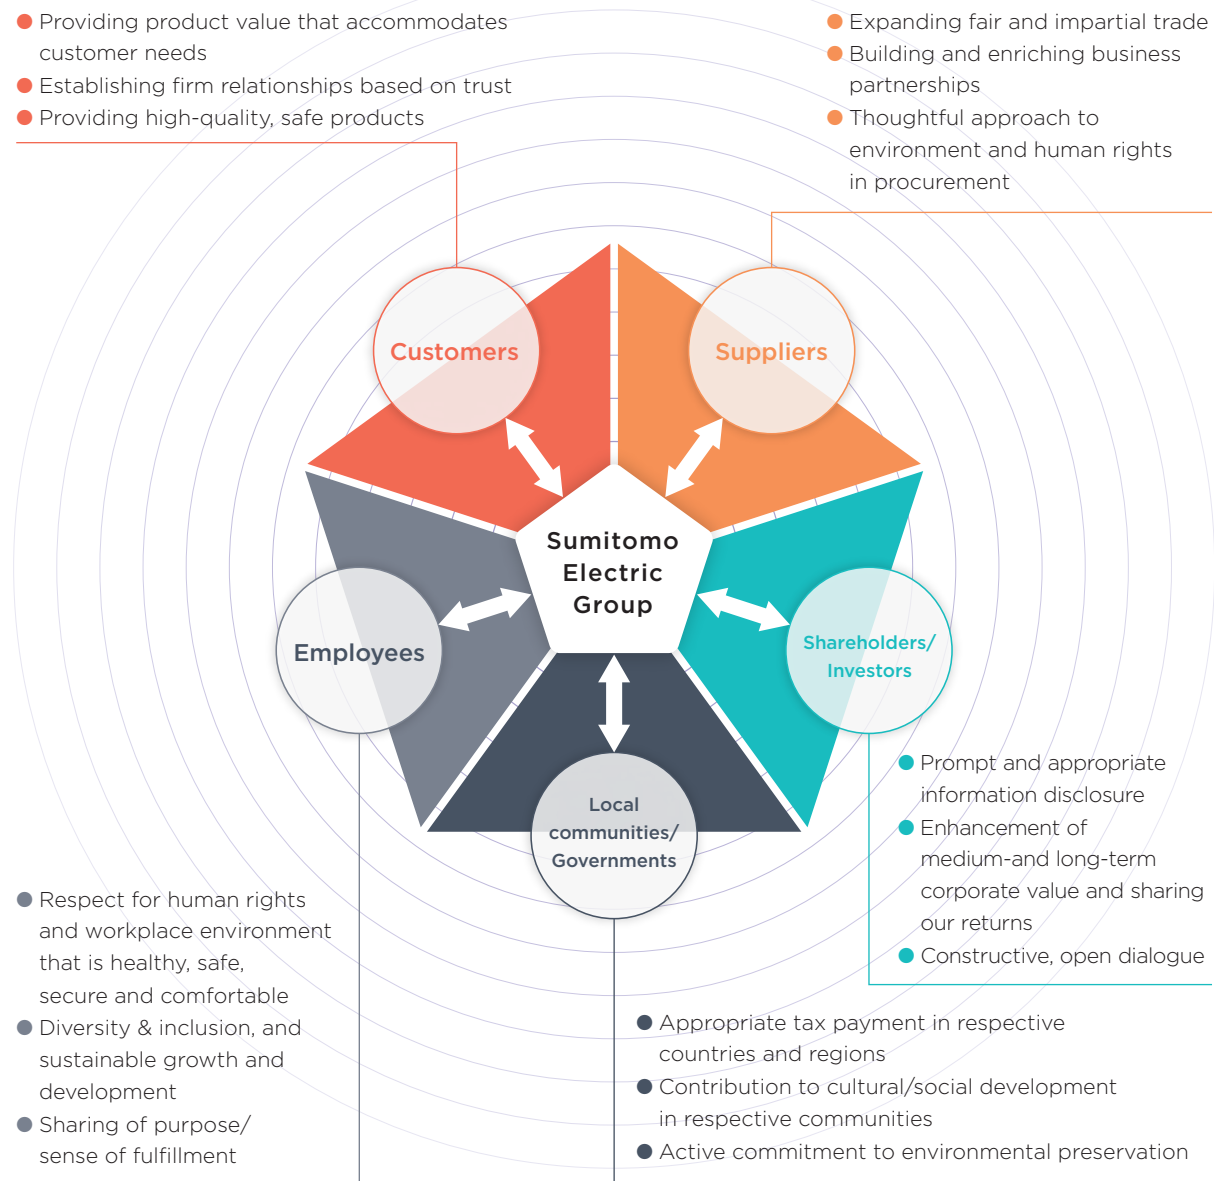 ● Providing product value that accommodates
customer needs
● Establishing firm relationships based on trust
● Providing high-quality, safe products
● Expanding fair and impartial trade
● Building and enriching business
partnerships
● Thoughtful approach to
environment and human rights
in procurement
Customers
Suppliers
Sumitomo
Electric
Group
Employees
Shareholders/
Investors
Local
communities/
Governments
● Prompt and appropriate
information disclosure
● Enhancement of
medium-and long-term
corporate value and sharing
our returns
● Constructive, open dialogue
● Respect for human rights
and workplace environment
that is healthy, safe,
secure and comfortable
● Diversity & inclusion, and
sustainable growth and
development
● Sharing of purpose/
sense of fulfillment
● Appropriate tax payment in respective
countries and regions
● Contribution to cultural/social development
in respective communities
● Active commitment to environmental preservation